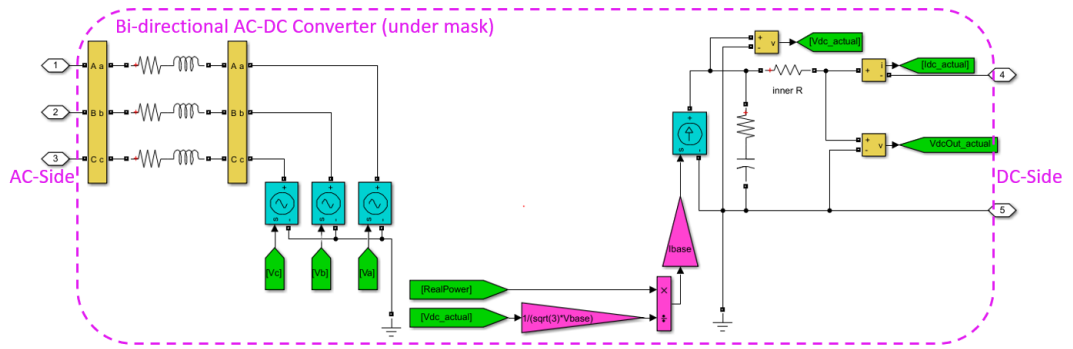 Bi-directional AC-DC Converter (under mask)
+
v
-
[Vdc_actual]
1
A a
A a
+
i
-
[Idc_actual]
4
inner R
2
B b
B b
+
s
-
+
v
-
VdcOut_actual
3
C c
C c
AC-Side
DC-Side
+
s
-
+
s
-
+
s
-
5
Ibase
[Vc]
[Vb]
[Va]
[RealPower]
×
[Vdc_actual]
1/(sqrt(3)*Vbase)
÷